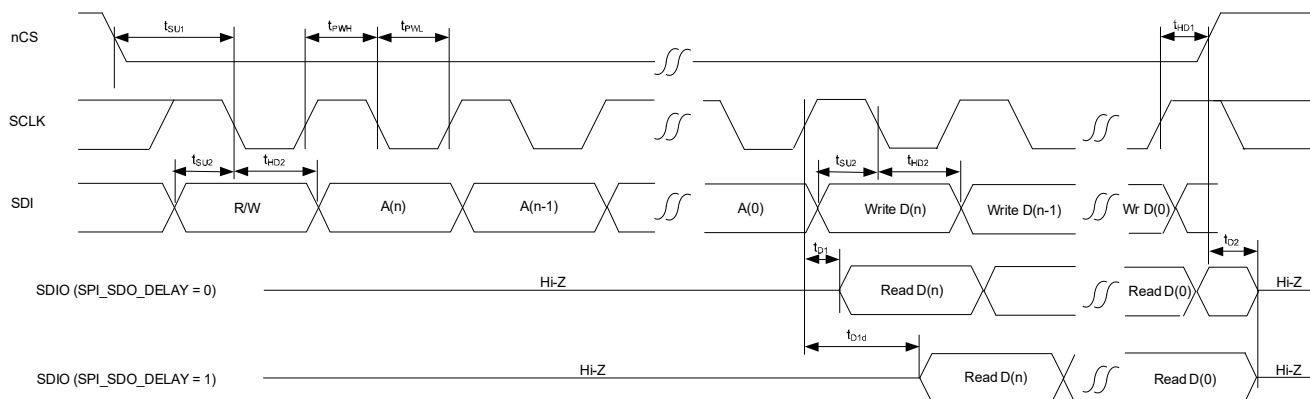 nCS
tSU1
tPWH
tPWL
tHD1
SCLK
tSU2
tHD2
tSU2
tHD2
SDI
R/W
A(n)
A(n-1)
A(0)
Write D(n)
Write D(n-1)
Wr D(0)
tD1
tD2
SDIO (SPI_SDO_DELAY = 0)
Hi-Z
Read D(n)
Read D(0)
Hi-Z
tD1d
SDIO (SPI_SDO_DELAY = 1)
Hi-Z
Read D(n)
Read D(0)
Hi-Z